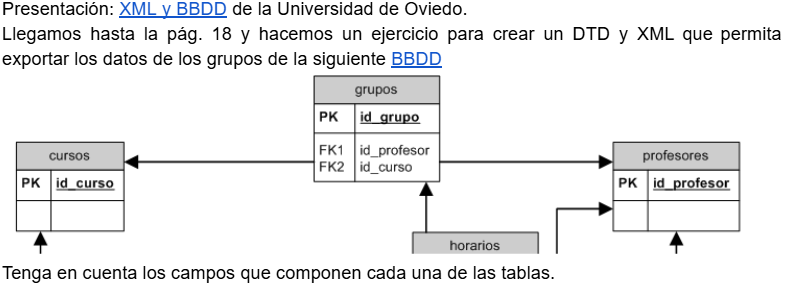 Presentación: XML y BBDD de la Universidad de Oviedo.
Llegamos hasta la pág. 18 y hacemos un ejercicio para crear un DTD y XML que permita
exportar los datos de los grupos de la siguiente BBDD
grupos
PK id_grupo
FK1 id_profesor
FK2 id_curso
cursos
PK id_curso
profesores
PK id_profesor
horarios
Tenga en cuenta los campos que componen cada una de las tablas.